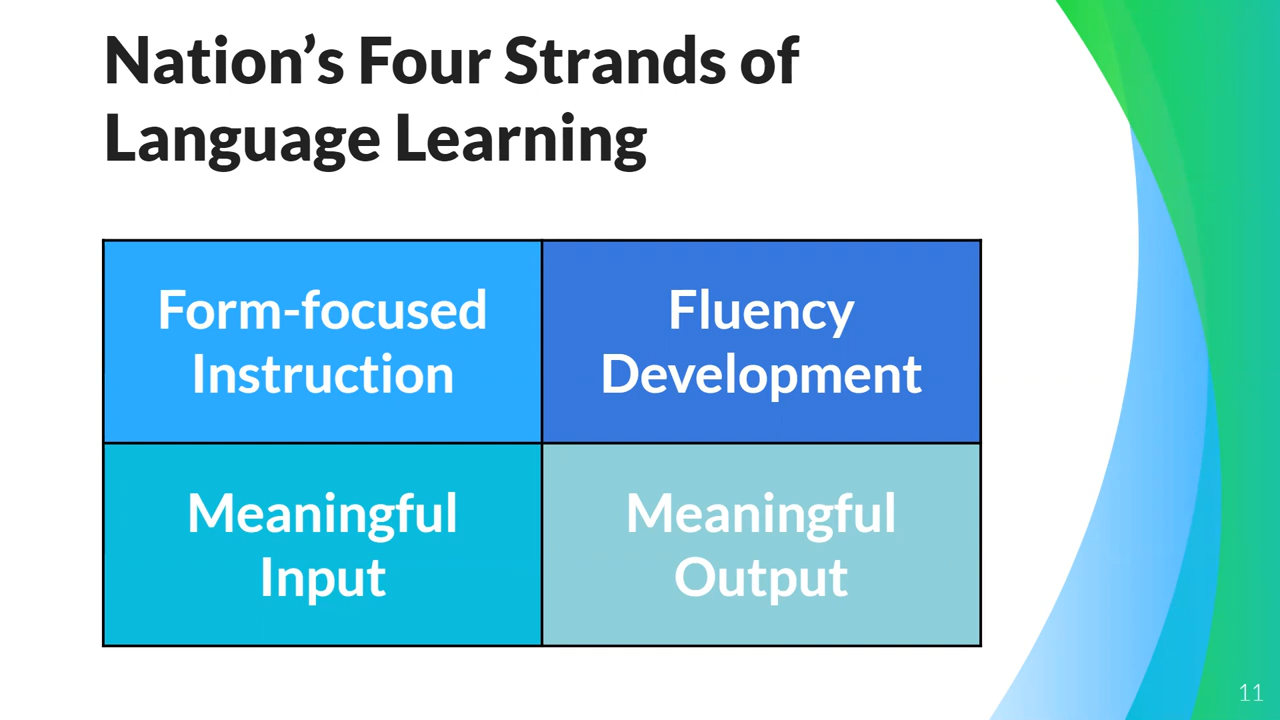 Nation’s Four Strands of
Language Learning
Form-focused
Instruction
Fluency
Development
Meaningful
Input
Meaningful
Output
11